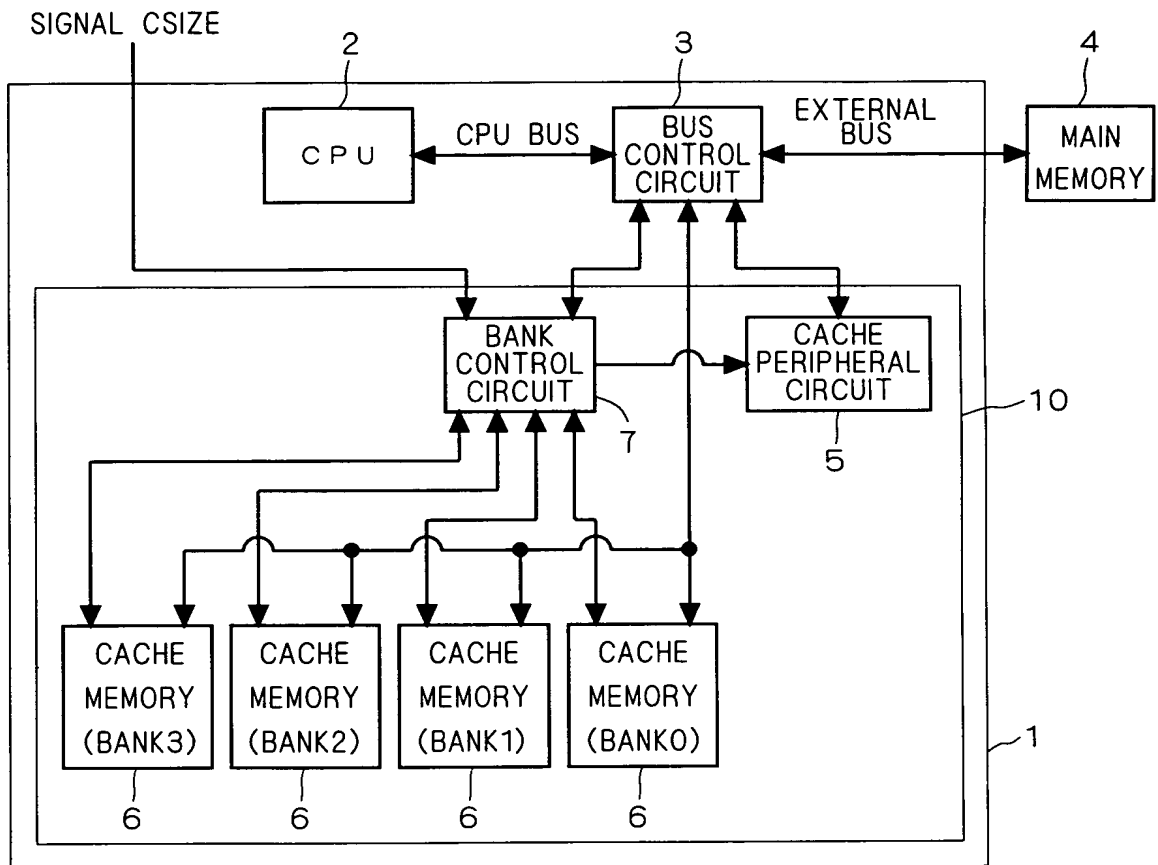 SIGNAL CSIZE
2
3
4
CPU
CPU BUS
BUS
CONTROL
CIRCUIT
EXTERNAL
BUS
MAIN
MEMORY
BANK
CONTROL
CIRCUIT
7
CACHE
PERIPHERAL
CIRCUIT
5
10
CACHE
MEMORY
(BANK3)
6
CACHE
MEMORY
(BANK2)
6
CACHE
MEMORY
(BANK1)
6
CACHE
MEMORY
(BANK0)
6
1